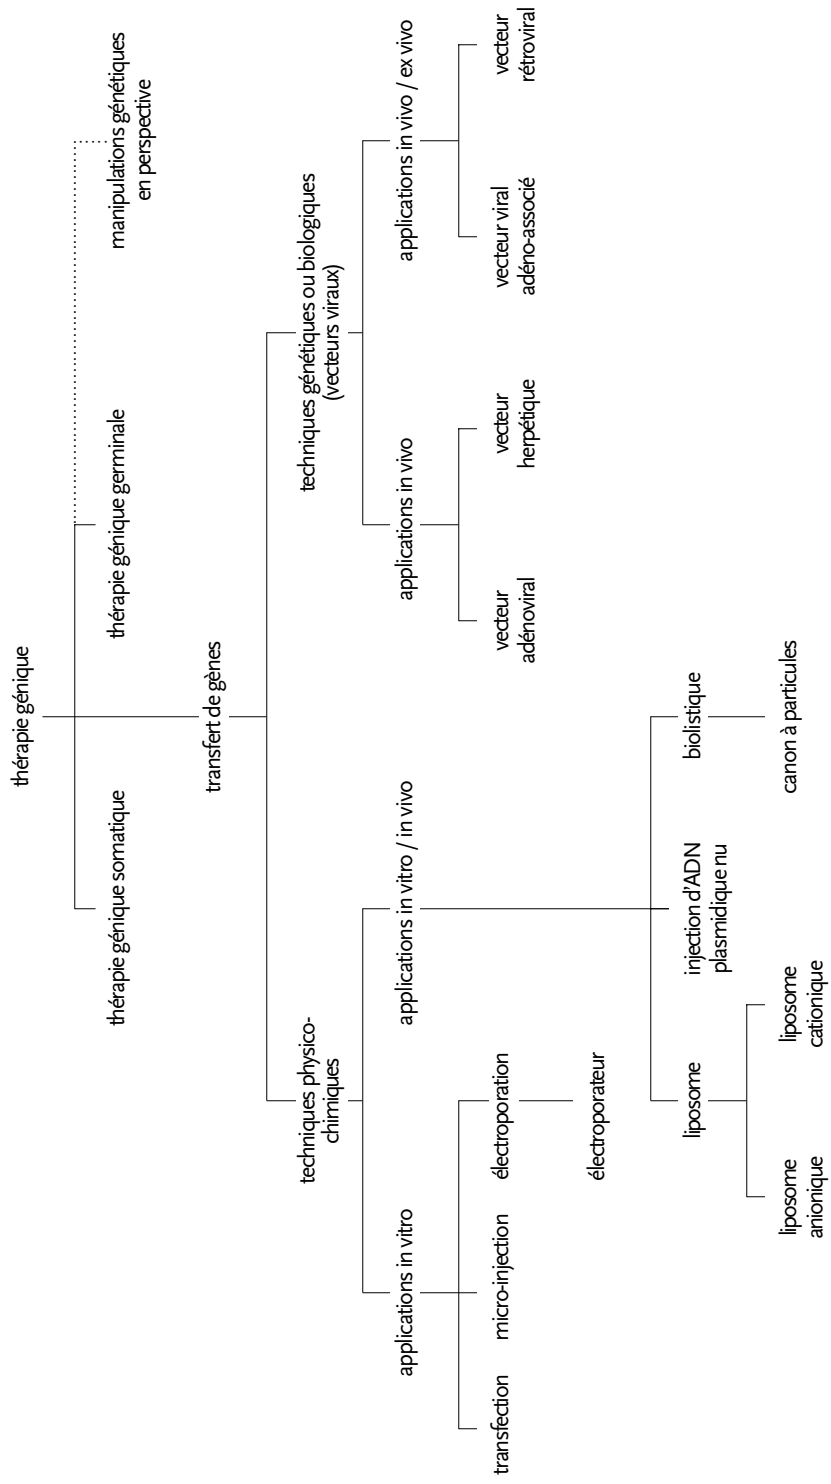 thérapie génique
thérapie génique somatique
thérapie génique germinale
manipulations génétiques
en perspective
transfert de gènes
techniques physico-
chimiques
techniques génétiques ou biologiques
(vecteurs viraux)
applications in vitro
applications in vitro / in vivo
applications in vivo
applications in vivo / ex vivo
transfection
micro-injection
électroporation
électroporateur
vecteur
adénoviral
vecteur
herpétique
vecteur viral
adéno-associé
vecteur
rétroviral
liposome
injection d’ADN
plasmidique nu
biolistique
liposome
anionique
liposome
cationique
canon à particules